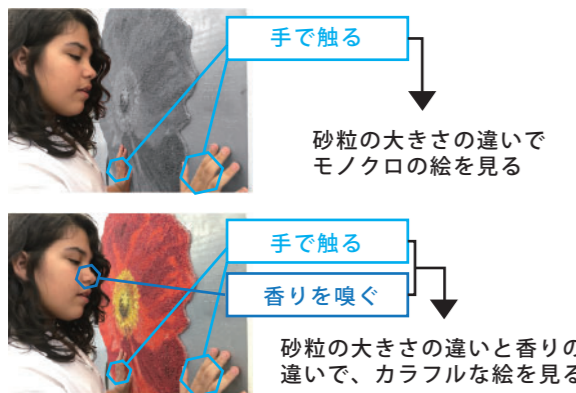 手で触る
砂粒の大きさの違いで
モノクロの絵を見る
手で触る
香りを嗅ぐ
砂粒の大きさの違いと香りの
違いで、カラフルな絵を見る